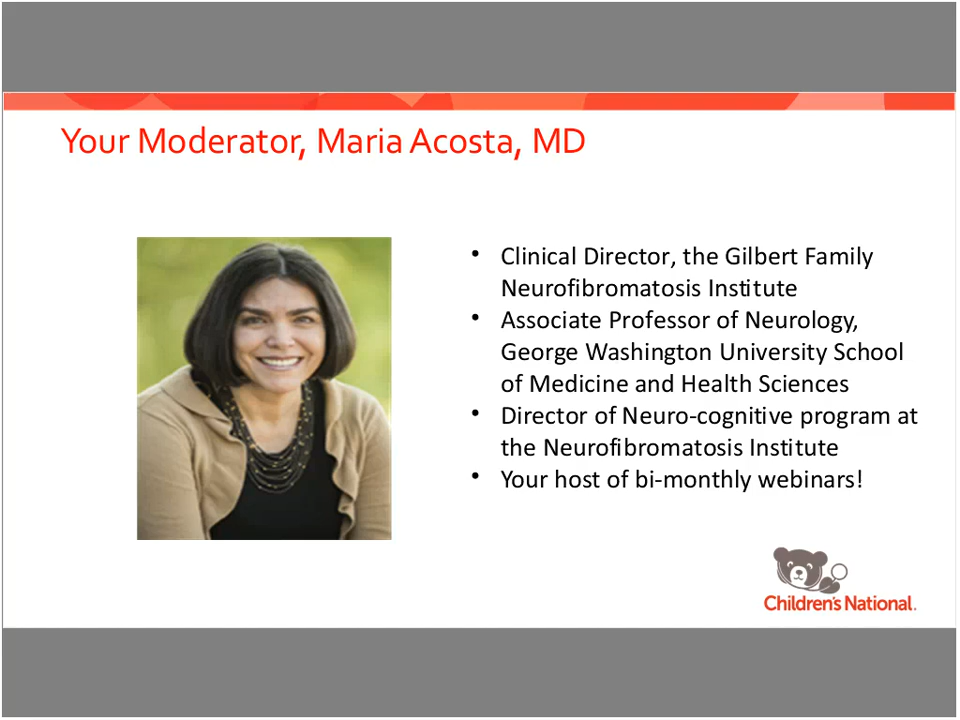 Your Moderator, Maria Acosta, MD
• Clinical Director, the Gilbert Family
Neurofibromatosis Institute
• Associate Professor of Neurology,
George Washington University School
of Medicine and Health Sciences
• Director of Neuro-cognitive program at
the Neurofibromatosis Institute
• Your host of bi-monthly webinars!
Children's National.